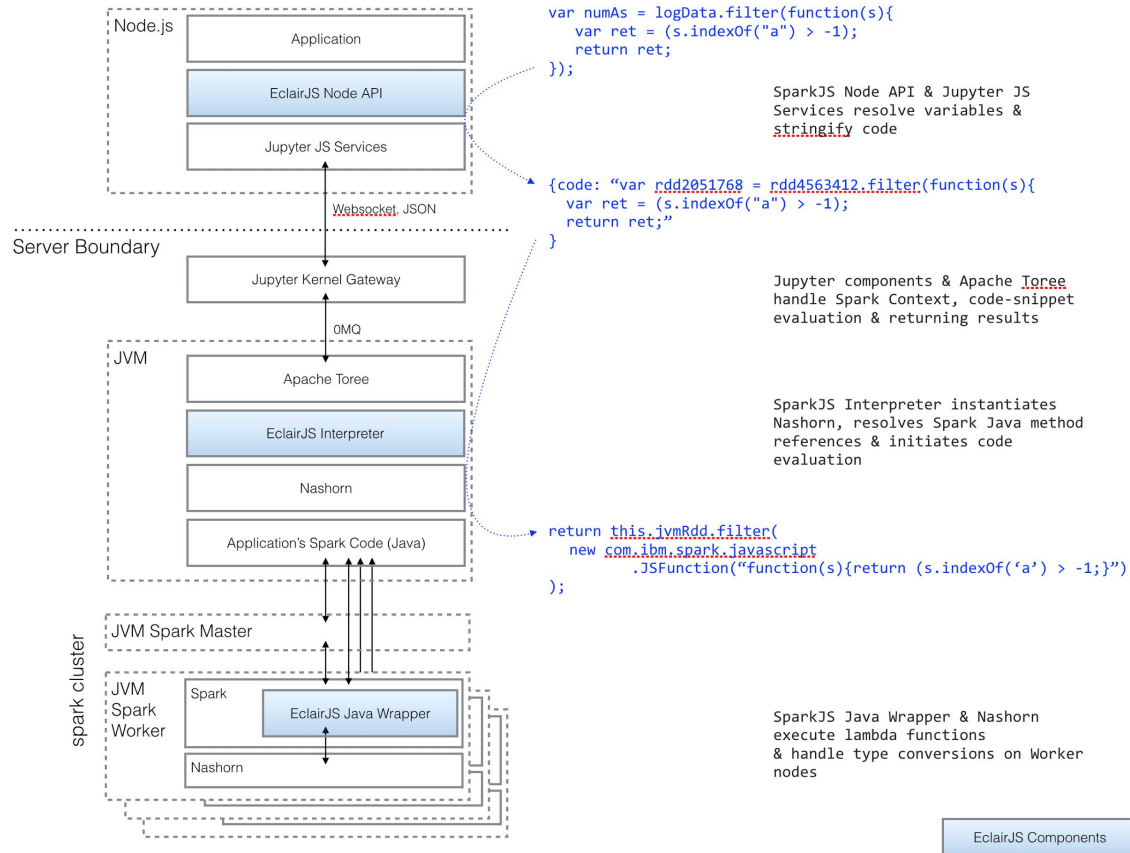 Node.js
Application
EclairJS Node API
Jupyter JS Services
Websocket, JSON
Server Boundary
Jupyter Kernel Gateway
0MQ
JVM
Apache Toree
EclairJS Interpreter
Nashorn
Application's Spark Code (Java)
spark cluster
JVM Spark Master
JVM
Spark
Worker
Spark
EclairJS Java Wrapper
Nashorn
var numAs = logData.filter(function(s){
var ret = (s.indexOf("a") > -1);
return ret;
});
SparkJS Node API & Jupyter JS
Services resolve variables &
stringify code
{code: “var rdd2051768 = rdd4563412.filter(function(s){
var ret = (s.indexOf("a") > -1);
return ret;”
}
Jupyter components & Apache Toree
handle Spark Context, code-snippet
evaluation & returning results
SparkJS Interpreter instantiates
Nashorn, resolves Spark Java method
references & initiates code
evaluation
return this.jvmRdd.filter(
new com.ibm.spark.javascript
.JSFunction(“function(s){return (s.indexOf(‘a’) > -1;}”)
);
SparkJS Java Wrapper & Nashorn
execute lambda functions
& handle type conversions on Worker
nodes
EclairJS Components